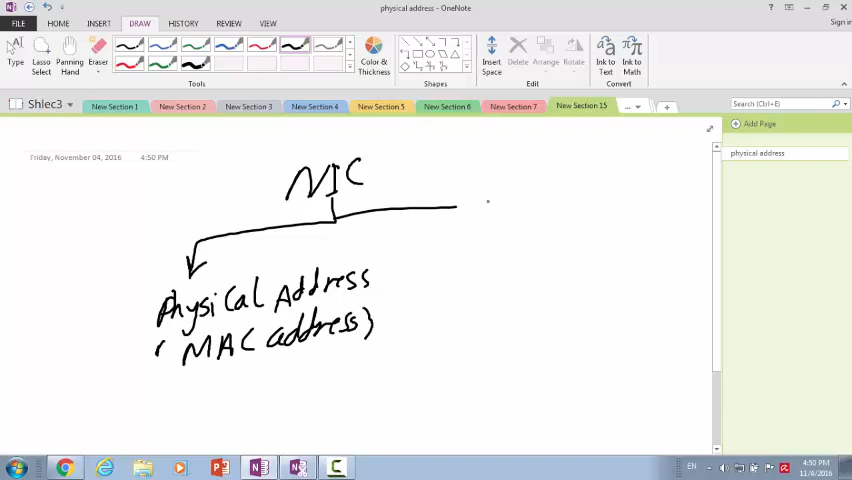 physical address - OneNote
FILE HOME INSERT DRAW HISTORY REVIEW VIEW
Sign in
Type Lasso Select Panning Hand Eraser Color & Thickness Insert Space Delete Arrange Rotate Ink to Text Ink to Math
Tools Shapes Edit Convert
Shlec3 New Section 1 New Section 2 New Section 3 New Section 4 New Section 5 New Section 6 New Section 7 New Section 15 ... Search (Ctrl+E)
Add Page
physical address
Friday, November 04, 2016 4:50 PM
NIC
Physical Address
( MAC address)
EN 4:50 PM
11/4/2016